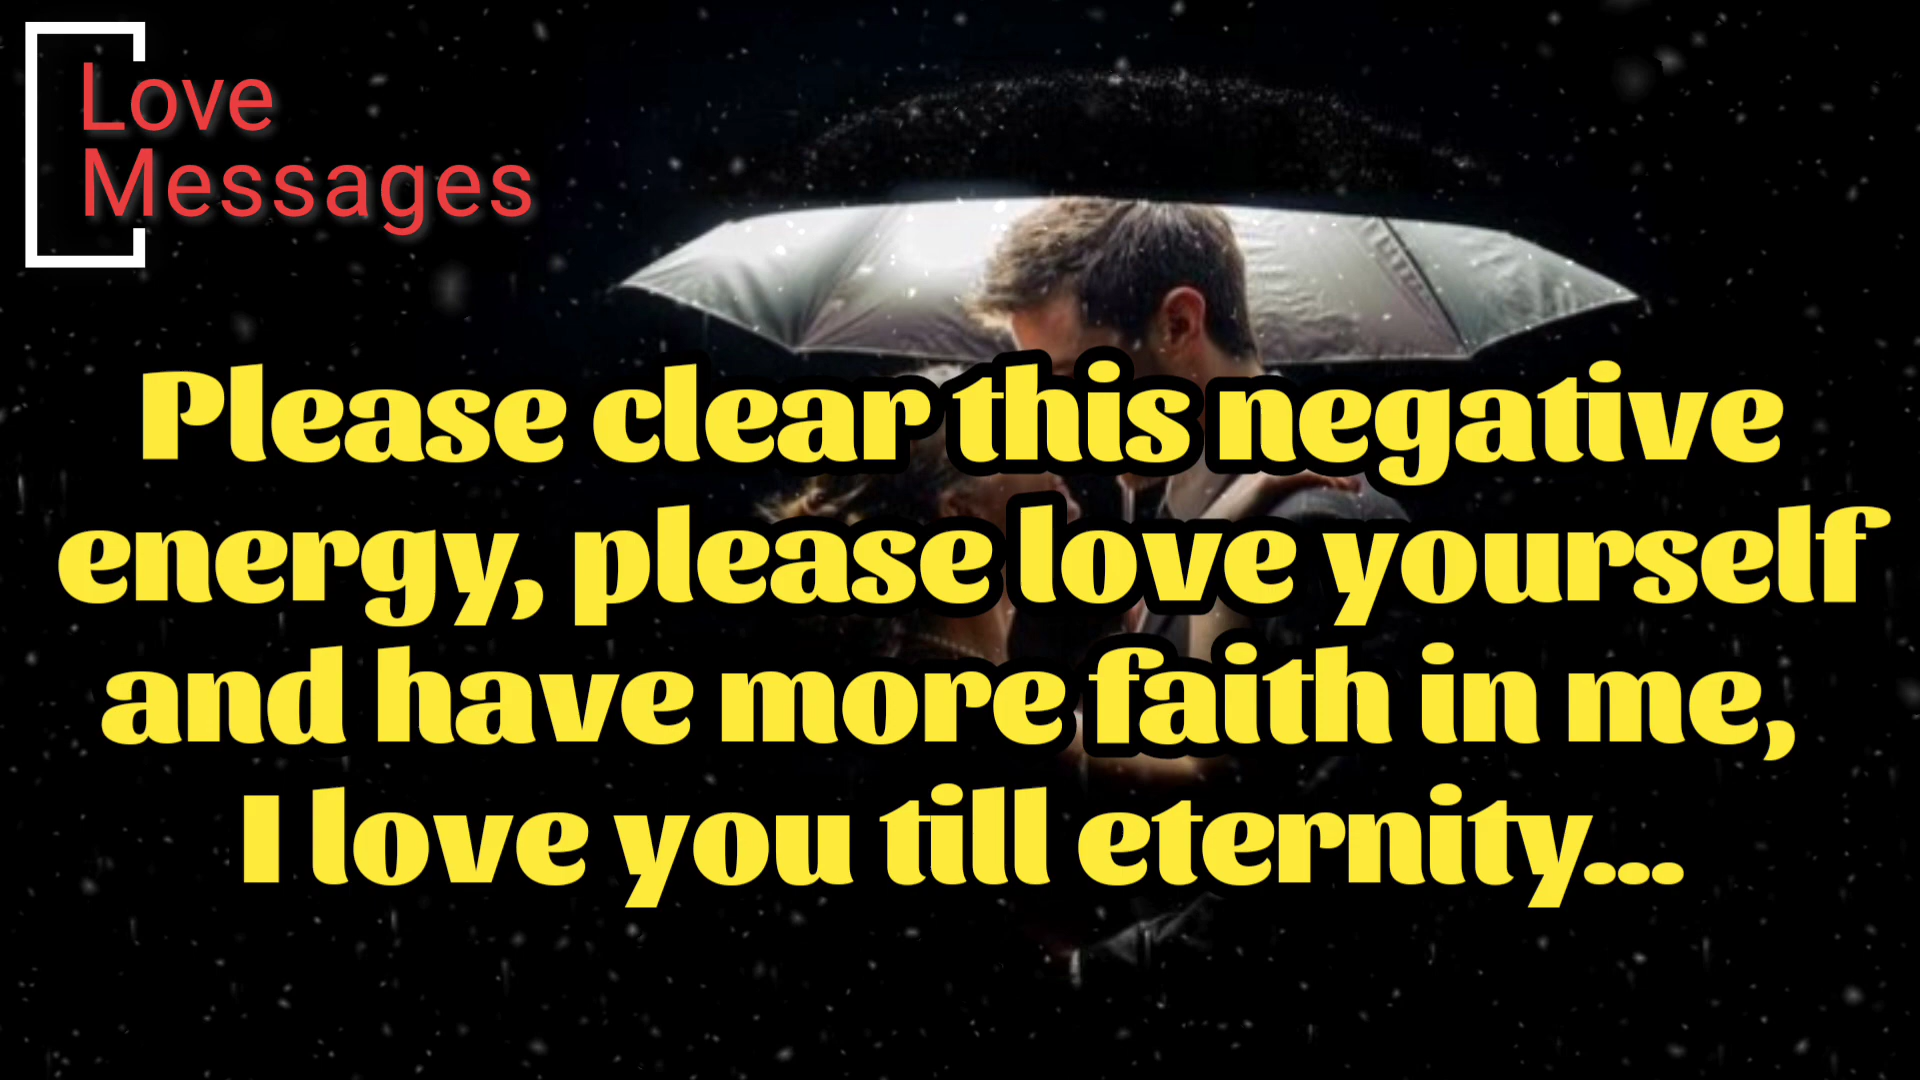 Love
Messages
Please clear this negative
energy, please love yourself
and have more faith in me,
I love you till eternity...